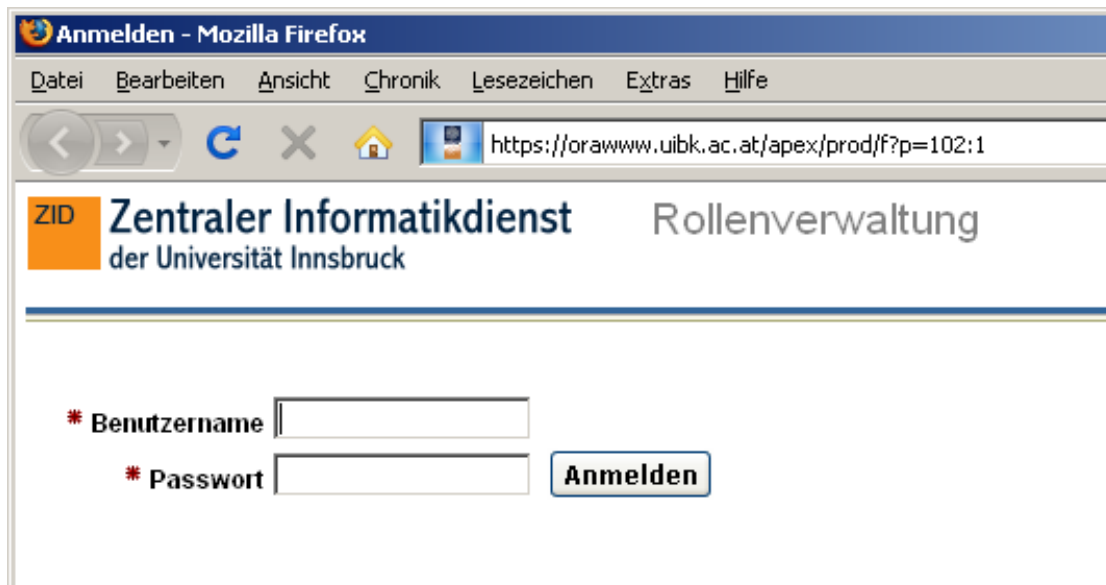 Anmelden - Mozilla Firefox
Datei Bearbeiten Ansicht Chronik Lesezeichen Extras Hilfe
https://orawww.uibk.ac.at/apex/prod/f?p=102:1
ZID Zentraler Informatikdienst Rollenverwaltung
der Universität Innsbruck
* Benutzername
* Passwort Anmelden